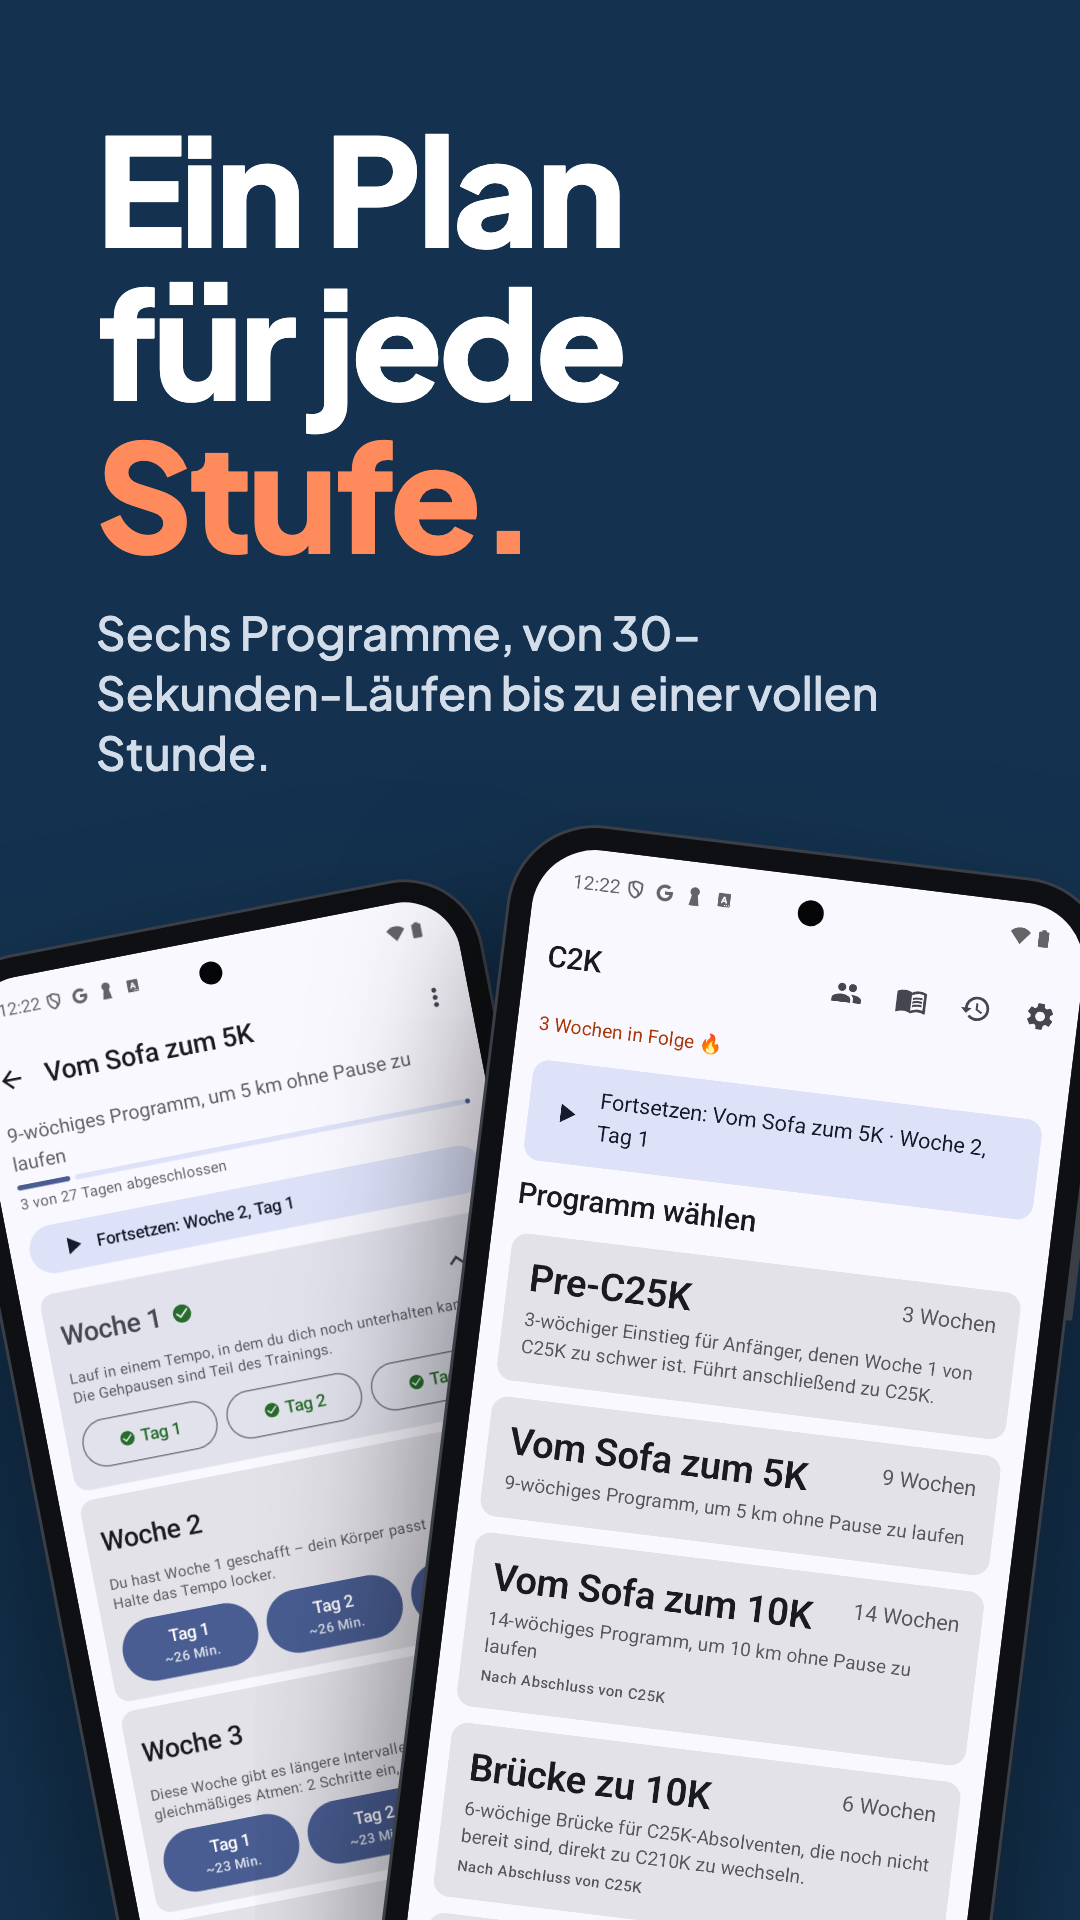 Ein Plan
für jede
Stufe.
Sechs Programme, von 30–
Sekunden-Läufen bis zu einer vollen
Stunde.
12:22
Vom Sofa zum 5K
9-wöchiges Programm, um 5 km ohne Pause zu
laufen
3 von 27 Tagen abgeschlossen
Fortsetzen: Woche 2, Tag 1
Woche 1
Lauf in einem Tempo, in dem du dich noch unterhalten
Die Gehpausen sind Teil des Trainings.
Tag 1
Tag 2
Woche 2
Du hast Woche 1 geschafft – dein Körper passt
Halte das Tempo locker.
Tag 1
~26 Min.
Tag 2
~26 Min.
Woche 3
Diese Woche gibt es längere Intervalle
gleichmäßiges Atmen: 2 Schritte ein,
Tag 1
~23 Min.
Tag 2
~23
12:22
C2K
3 Wochen in Folge 🔥
Fortsetzen: Vom Sofa zum 5K · Woche 2,
Tag 1
Programm wählen
Pre-C25K
3 Wochen
3-wöchiger Einstieg für Anfänger, denen Woche 1 von
C25K zu schwer ist. Führt anschließend zu C25K.
Vom Sofa zum 5K
9 Wochen
9-wöchiges Programm, um 5 km ohne Pause zu laufen
Vom Sofa zum 10K
14 Wochen
14-wöchiges Programm, um 10 km ohne Pause zu
laufen
Nach Abschluss von C25K
Brücke zu 10K
6 Wochen
6-wöchige Brücke für C25K-Absolventen, die noch nicht
bereit sind, direkt zu C210K zu wechseln.
Nach Abschluss von C25K